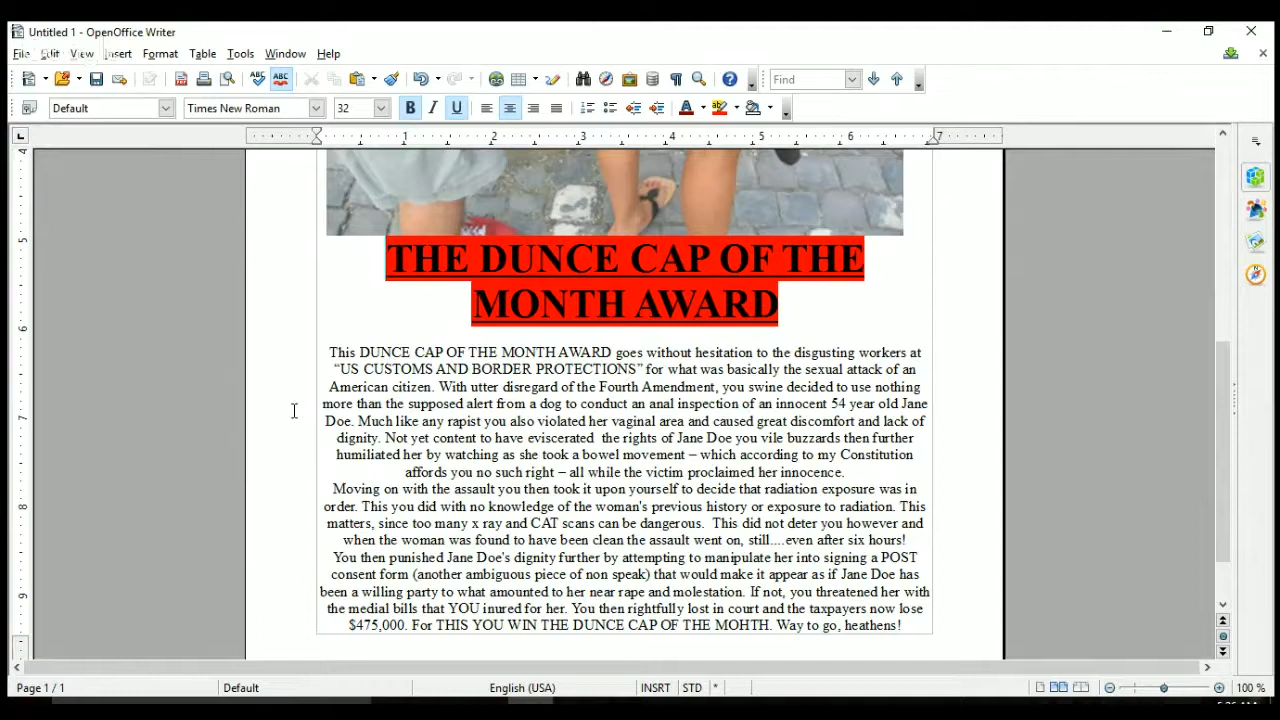 Untitled 1 - OpenOffice Writer
File Edit View Insert Format Table Tools Window Help
Find
Default Times New Roman 32 B I U
1 2 3 4 5 6 7
THE DUNCE CAP OF THE
MONTH AWARD
This DUNCE CAP OF THE MONTH AWARD goes without hesitation to the disgusting workers at
“US CUSTOMS AND BORDER PROTECTIONS” for what was basically the sexual attack of an
American citizen. With utter disregard of the Fourth Amendment, you swine decided to use nothing
more than the supposed alert from a dog to conduct an anal inspection of an innocent 54 year old Jane
Doe. Much like any rapist you also violated her vaginal area and caused great discomfort and lack of
dignity. Not yet content to have eviscerated the rights of Jane Doe you vile buzzards then further
humiliated her by watching as she took a bowel movement – which according to my Constitution
affords you no such right – all while the victim proclaimed her innocence.
Moving on with the assault you then took it upon yourself to decide that radiation exposure was in
order. This you did with no knowledge of the woman's previous history or exposure to radiation. This
matters, since too many x ray and CAT scans can be dangerous. This did not deter you however and
when the woman was found to have been clean the assault went on, still....even after six hours!
You then punished Jane Doe's dignity further by attempting to manipulate her into signing a POST
consent form (another ambiguous piece of non speak) that would make it appear as if Jane Doe has
been a willing party to what amounted to her near rape and molestation. If not, you threatened her with
the medial bills that YOU inured for her. You then rightfully lost in court and the taxpayers now lose
$475,000. For THIS YOU WIN THE DUNCE CAP OF THE MOHTH. Way to go, heathens!
Page 1 / 1 Default English (USA) INSRT STD * 100 %